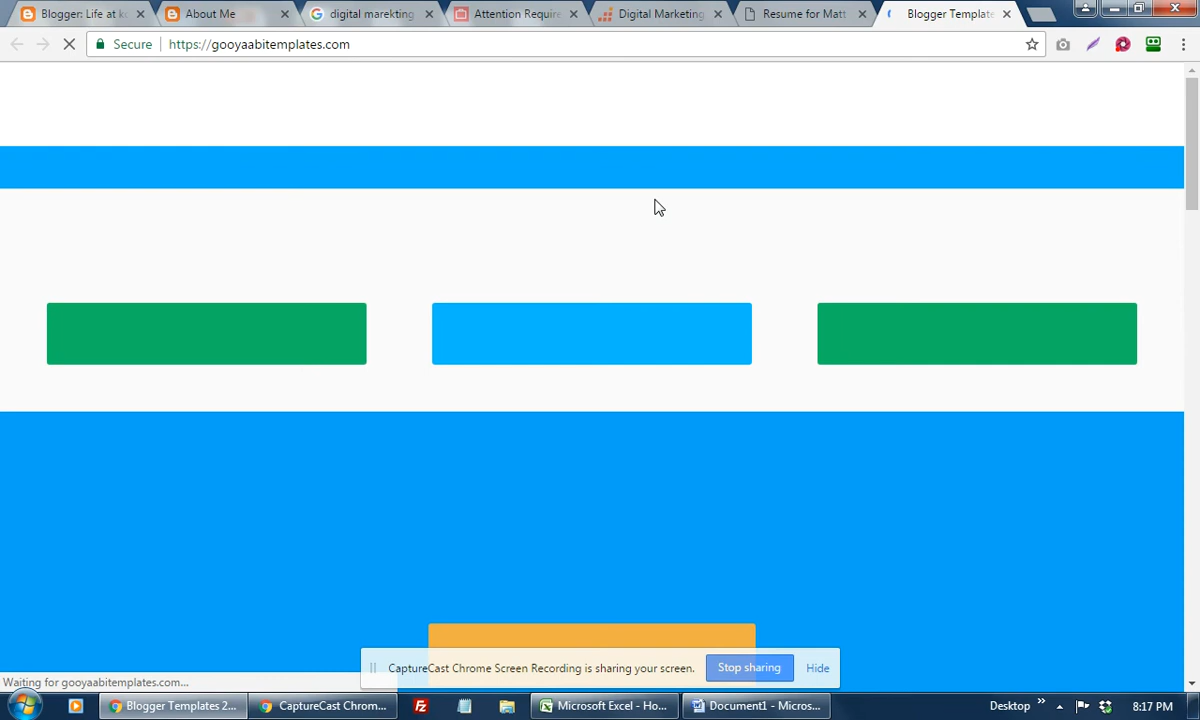 Blogger: Life at k
About Me
digital marekting
Attention Require
Digital Marketing
Resume for Matt
Blogger Template
Secure
https://gooyaabitemplates.com
CaptureCast Chrome Screen Recording is sharing your screen.
Stop sharing
Hide
Waiting for gooyaabitemplates.com...
Blogger Templates 2...
CaptureCast Chrom...
Fz
Microsoft Excel - Ho...
Document1 - Micros...
Desktop
»
8:17 PM